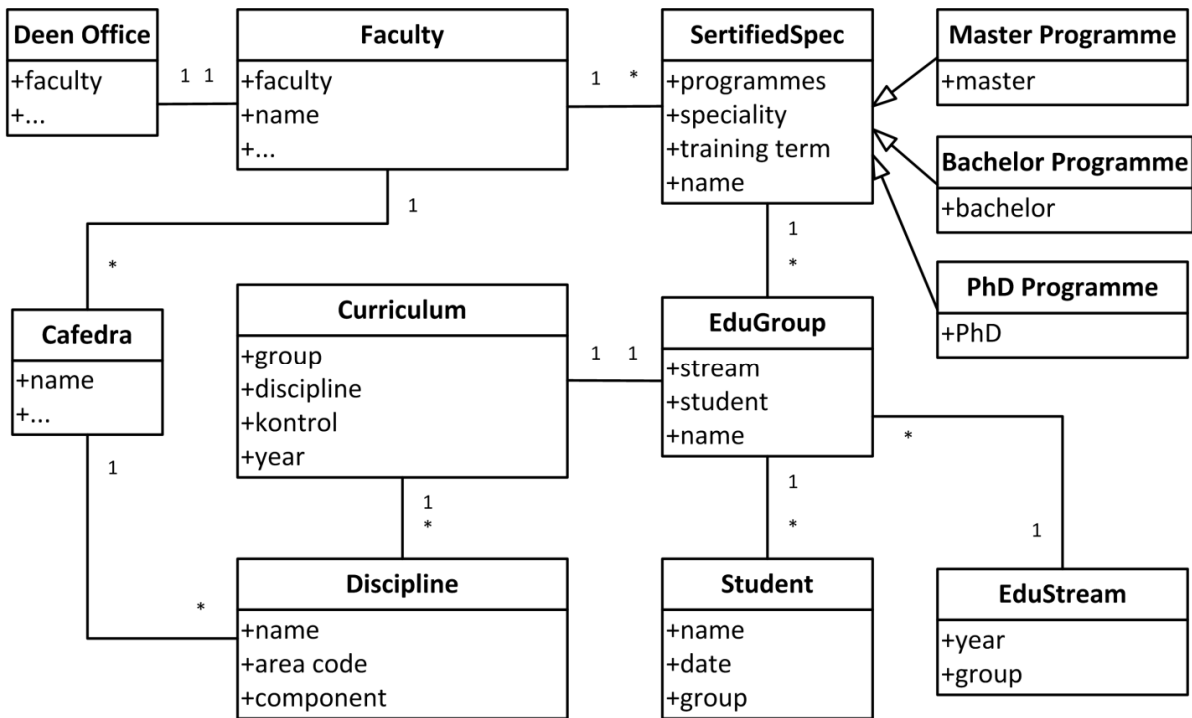 Deen Office
+faculty
+...
1 1
Faculty
+faculty
+name
+...
1 *
SertifiedSpec
+programmes
+speciality
+training term
+name
Master Programme
+master
Bachelor Programme
+bachelor
PhD Programme
+PhD
1
*
1
*
Cafedra
+name
+...
Curriculum
+group
+discipline
+kontrol
+year
1 1
EduGroup
+stream
+student
+name
*
1
1
*
1
*
1
*
Discipline
+name
+area code
+component
Student
+name
+date
+group
EduStream
+year
+group